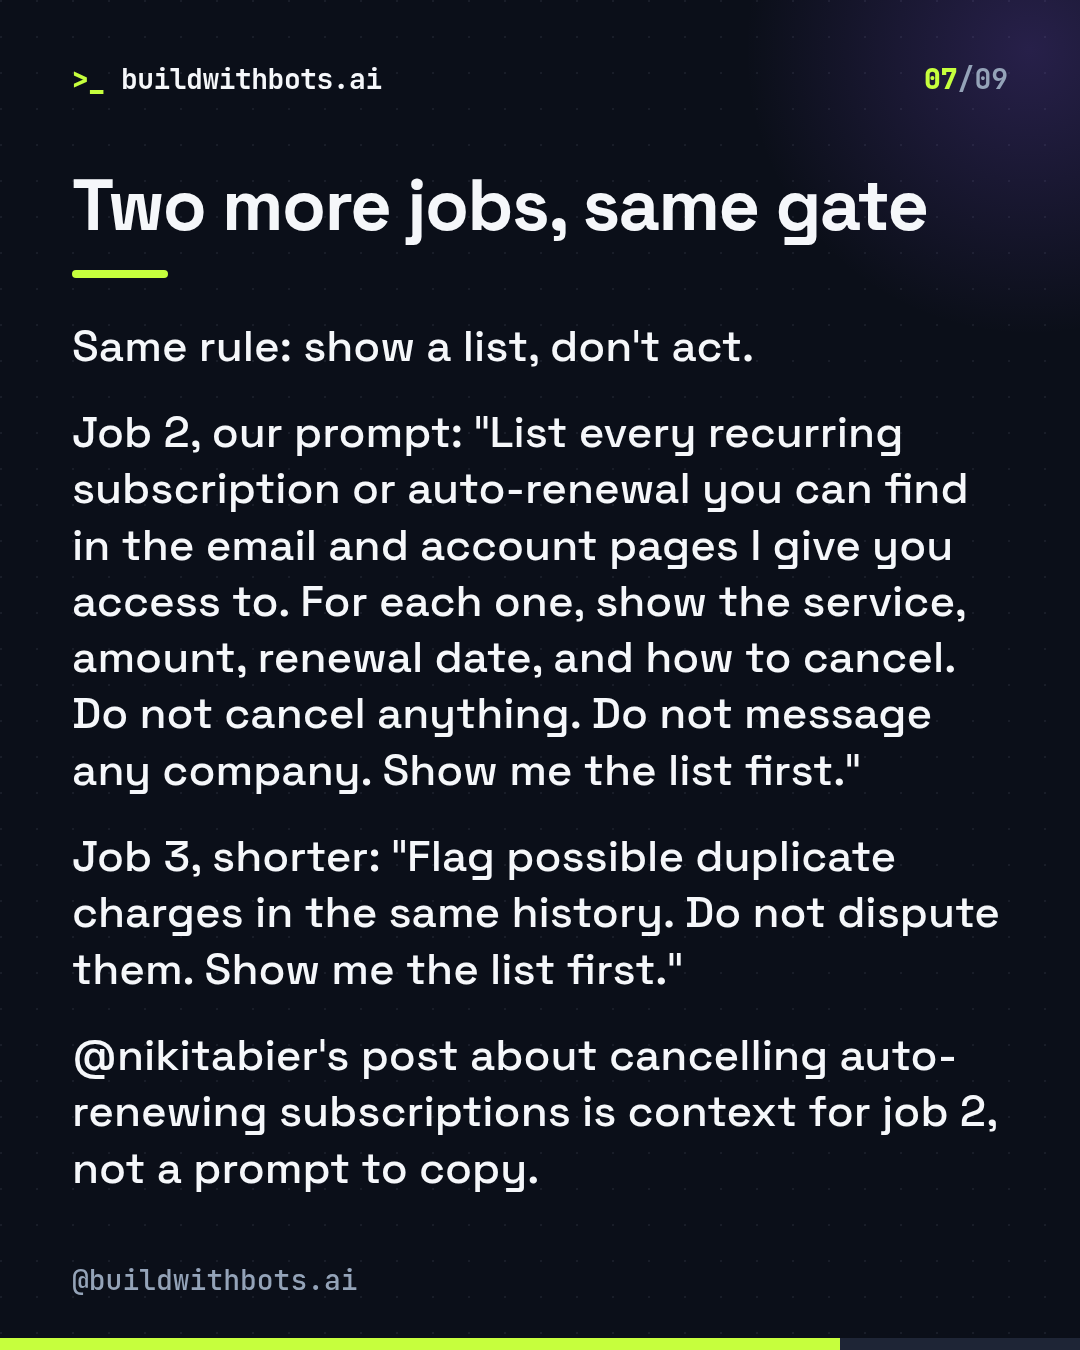 >_ buildwithbots.ai
07/09
Two more jobs, same gate
Same rule: show a list, don't act.
Job 2, our prompt: "List every recurring
subscription or auto-renewal you can find
in the email and account pages I give you
access to. For each one, show the service,
amount, renewal date, and how to cancel.
Do not cancel anything. Do not message
any company. Show me the list first."
Job 3, shorter: "Flag possible duplicate
charges in the same history. Do not dispute
them. Show me the list first."
@nikitabier's post about cancelling auto-
renewing subscriptions is context for job 2,
not a prompt to copy.
@buildwithbots.ai